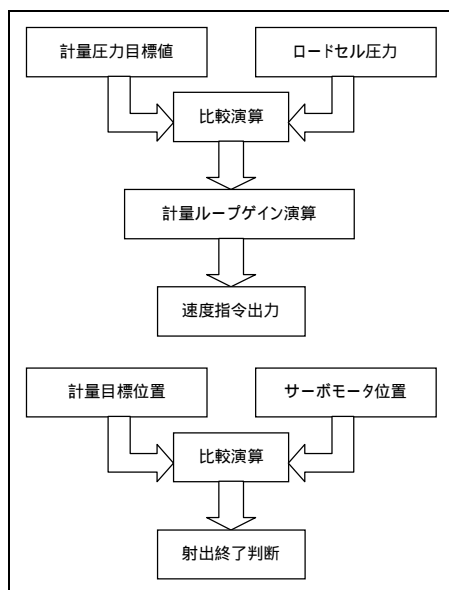 計量圧力目標値
ロードセル圧力
比較演算
計量ループゲイン演算
速度指令出力
計量目標位置
サーボモータ位置
比較演算
射出終了判断